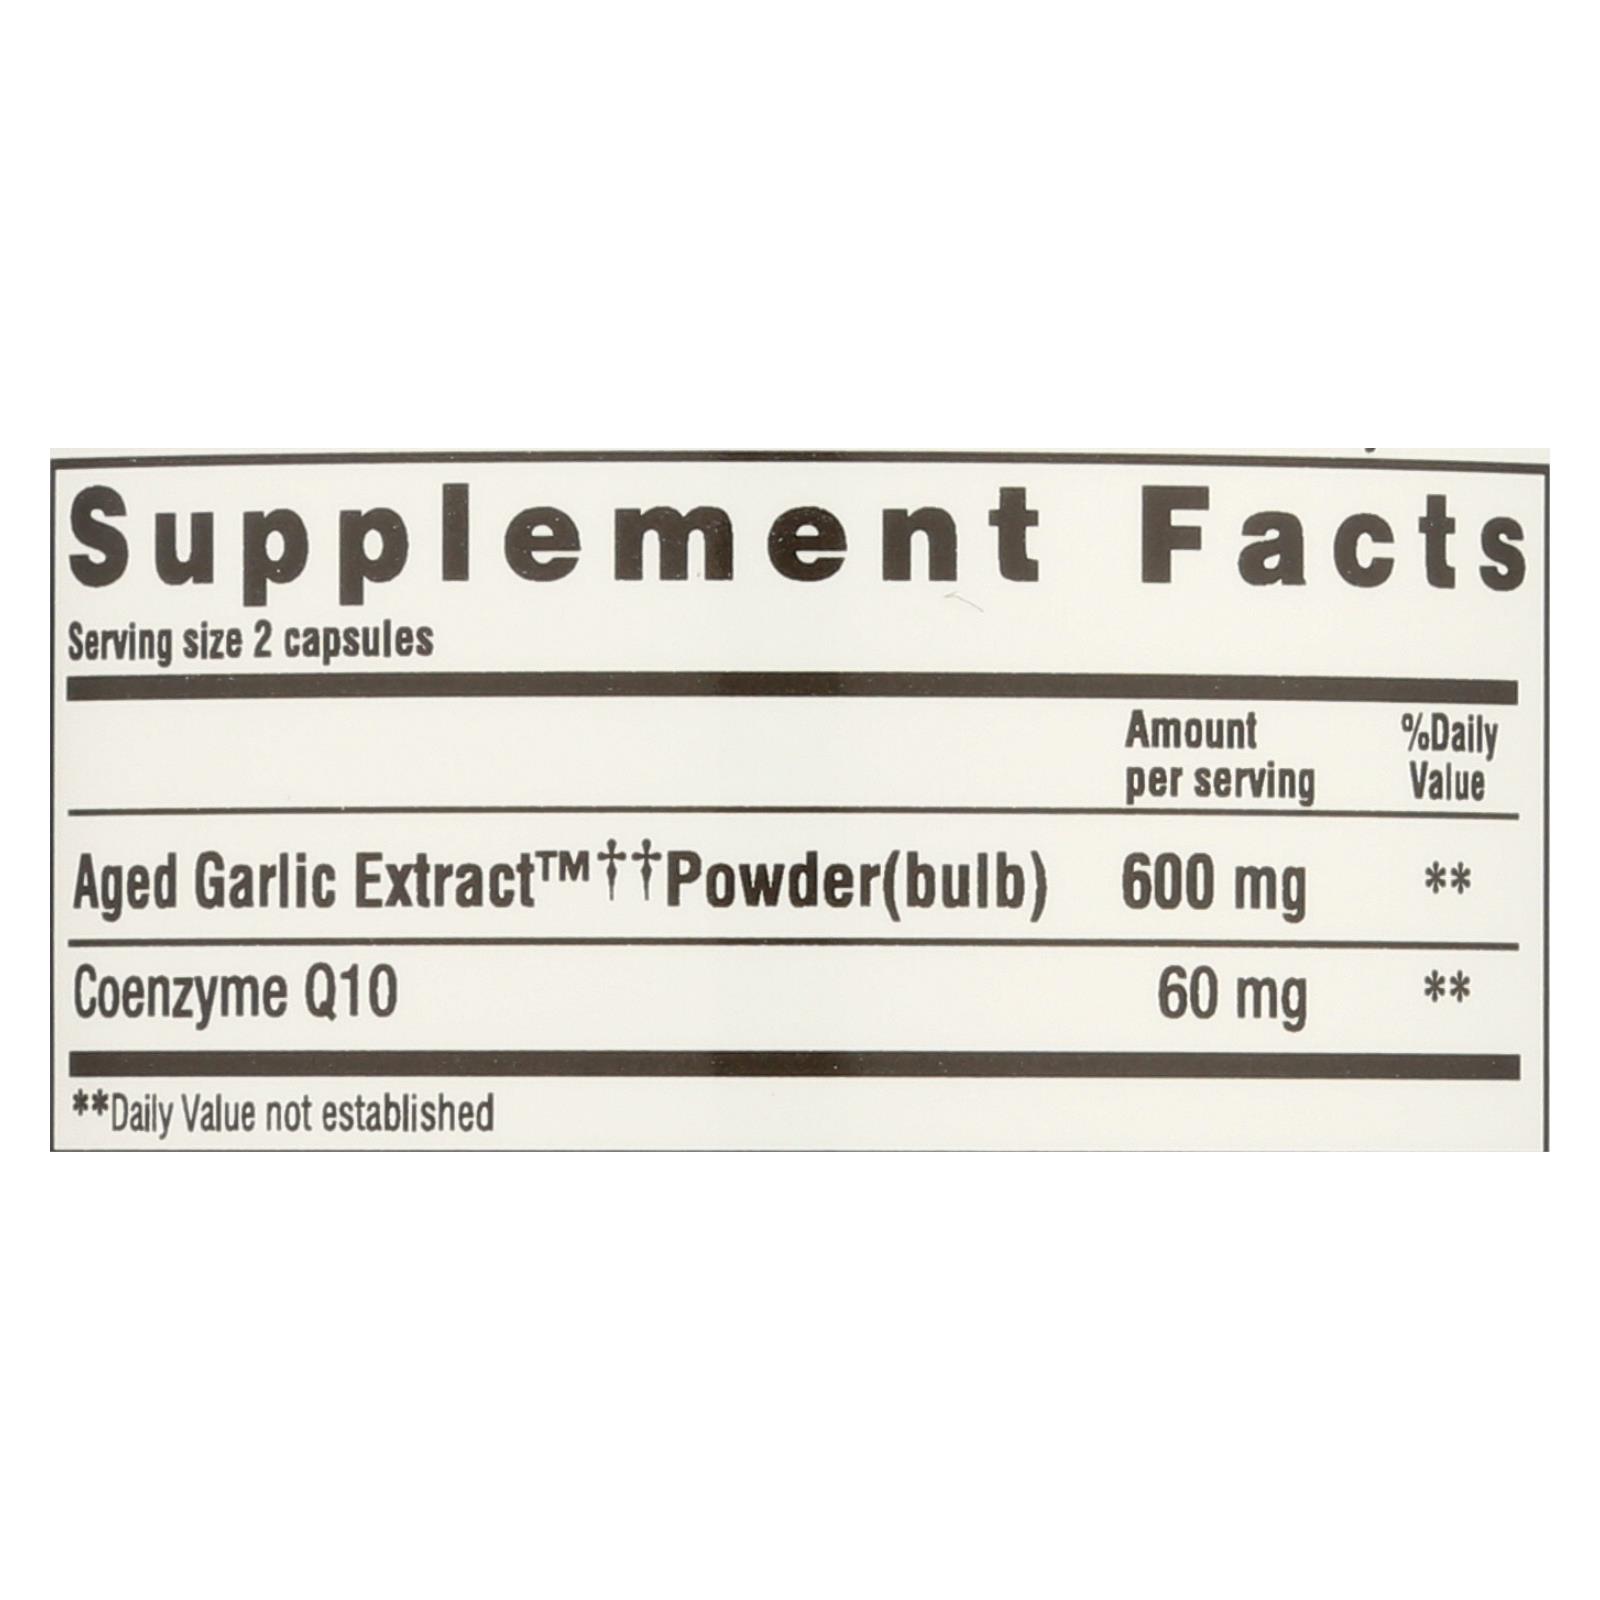 Supplement Facts
Serving size 2 capsules
Amount %Daily
per serving Value
Aged Garlic Extract™††Powder(bulb) 600 mg **
Coenzyme Q10 60 mg **
**Daily Value not established